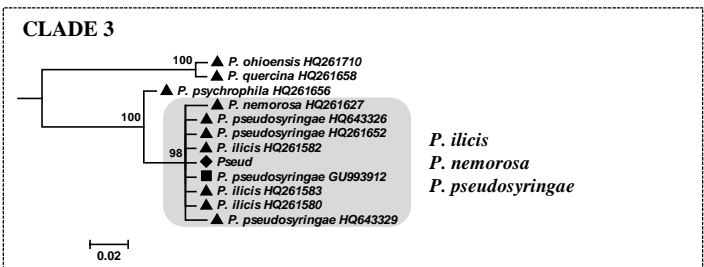 CLADE 3
100
P. ohioensis HQ261710
P. quercina HQ261658
P. psychrophila HQ261656
100
P. nemorosa HQ261627
P. pseudosyringae HQ643326
P. pseudosyringae HQ261652
P. ilicis HQ261582
98
Pseud
P. pseudosyringae GU993912
P. ilicis HQ261583
P. ilicis HQ261580
P. pseudosyringae HQ643329
P. ilicis
P. nemorosa
P. pseudosyringae
0.02